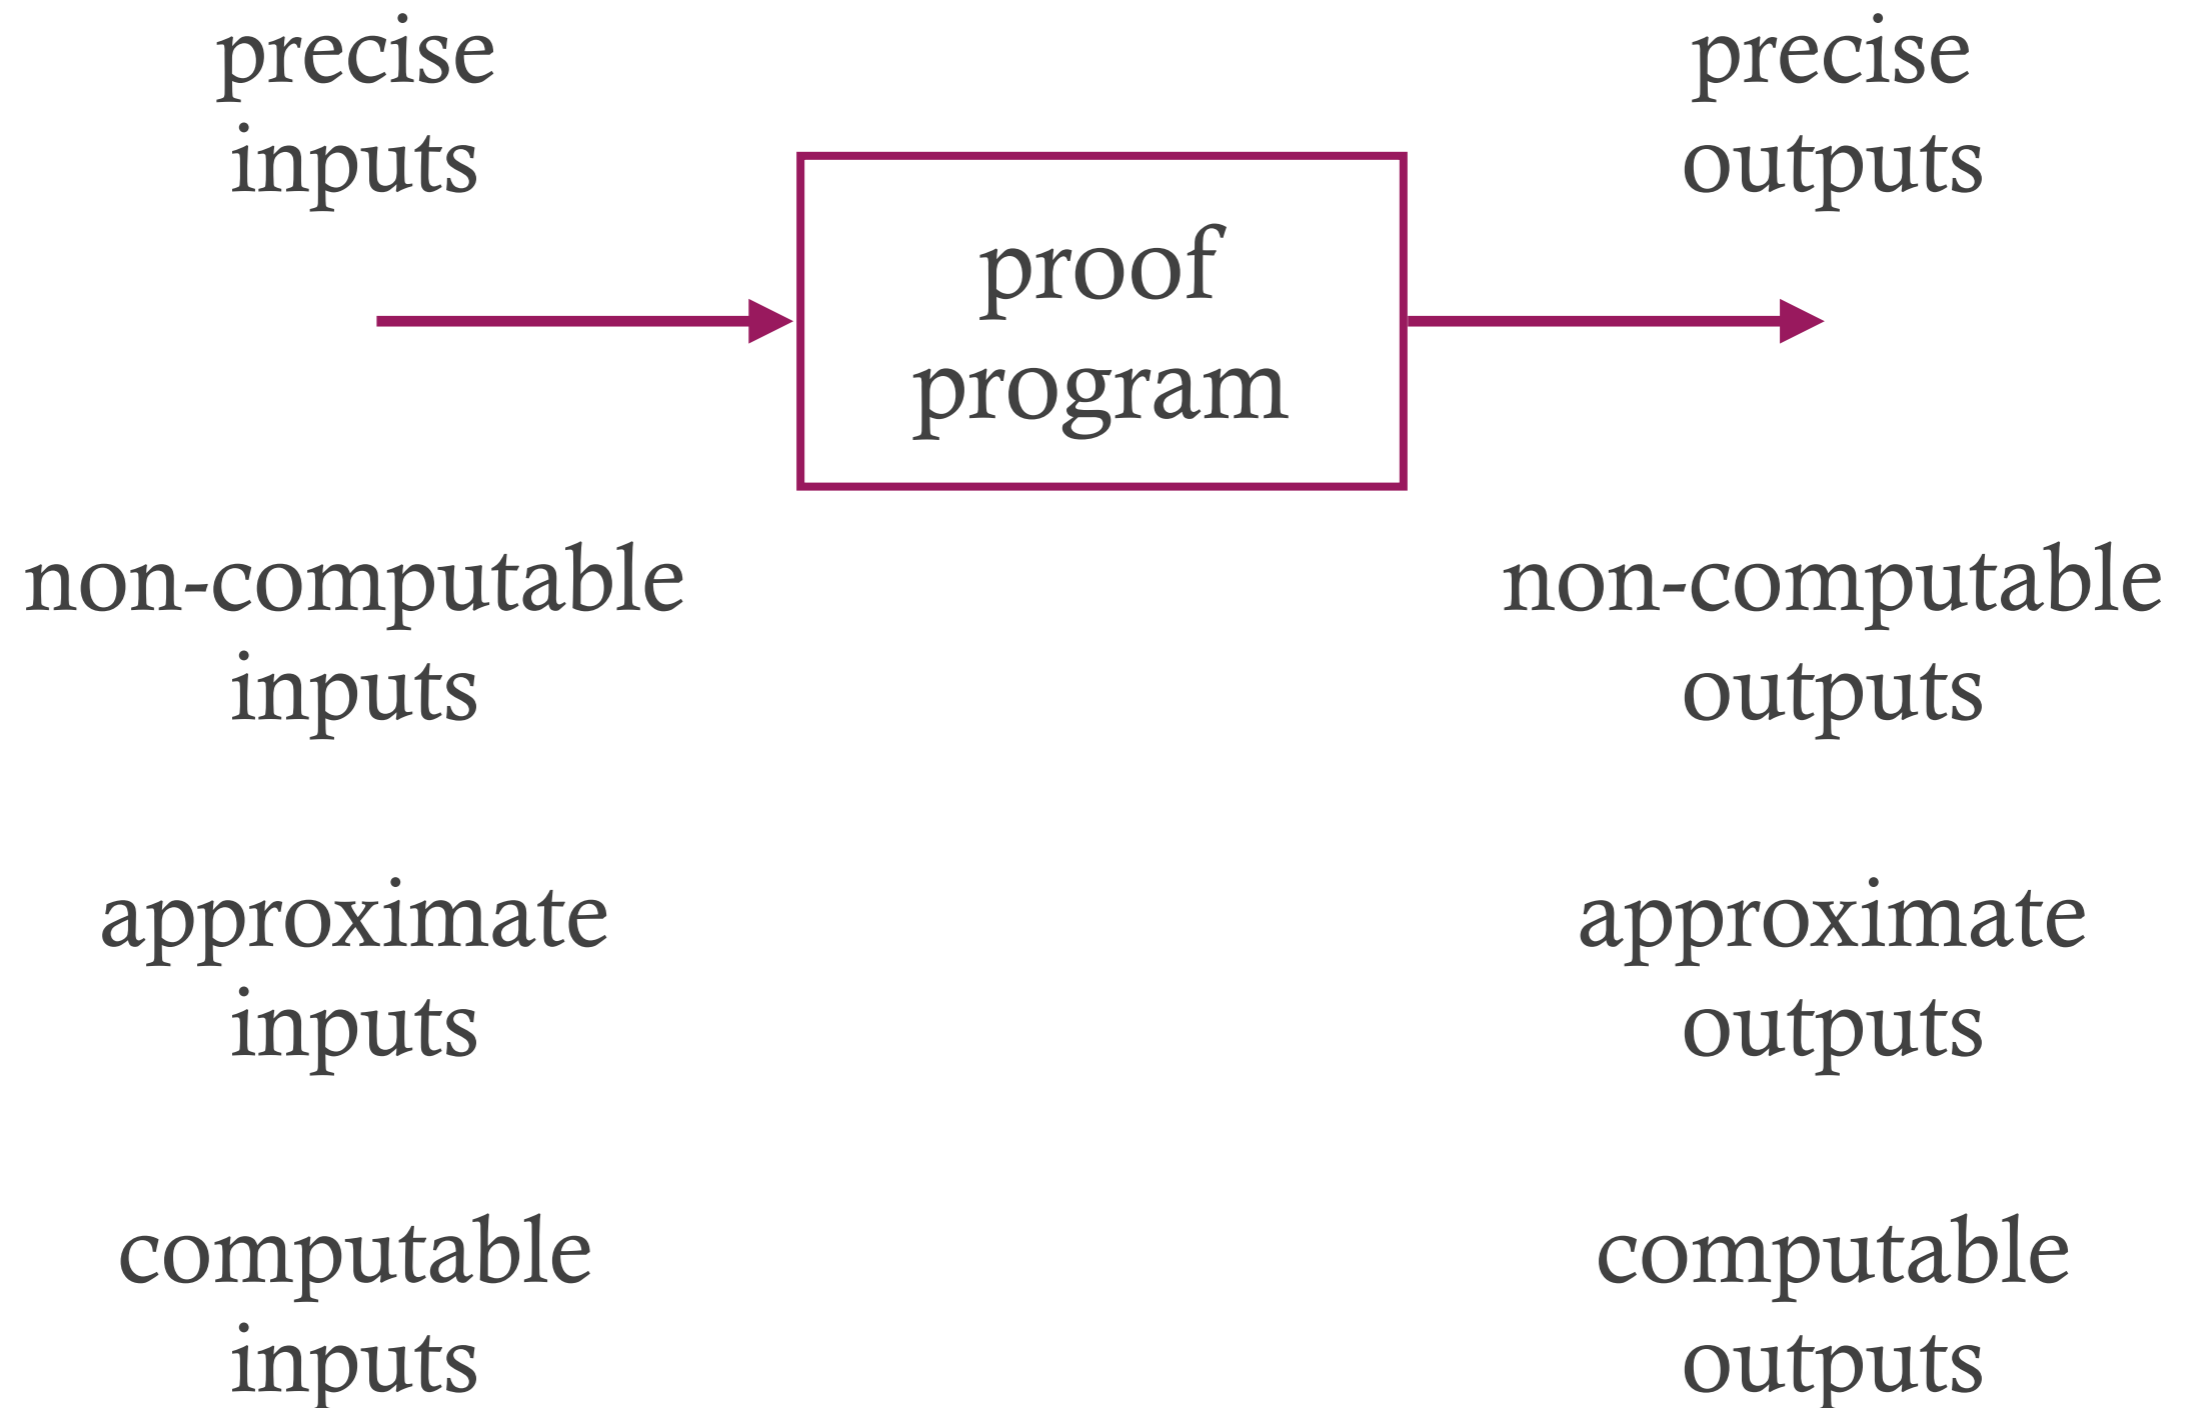 precise
inputs
proof
program
precise
outputs
non-computable
inputs
non-computable
outputs
approximate
inputs
approximate
outputs
computable
inputs
computable
outputs